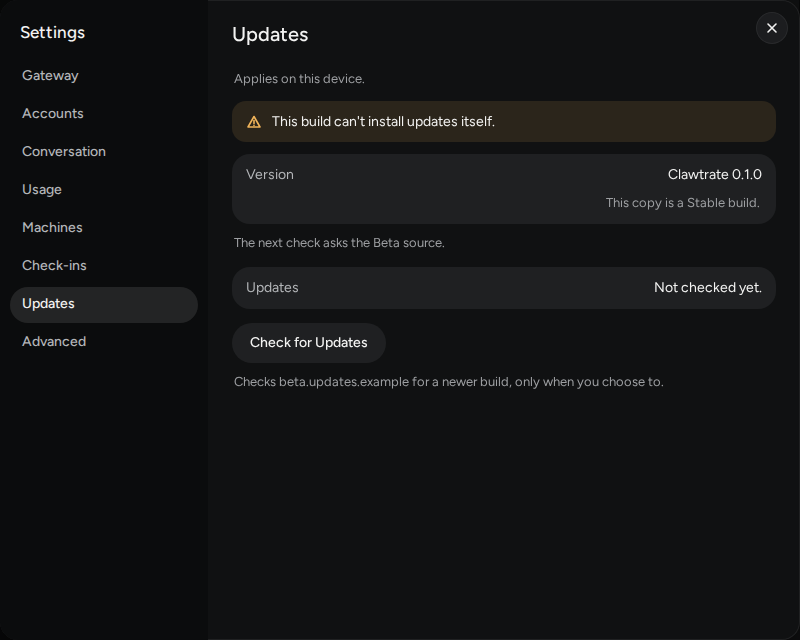 Settings
Gateway
Accounts
Conversation
Usage
Machines
Check-ins
Updates
Advanced
Updates
Applies on this device.
This build can't install updates itself.
Version
Clawtrate 0.1.0
This copy is a Stable build.
The next check asks the Beta source.
Updates
Not checked yet.
Check for Updates
Checks beta.updates.example for a newer build, only when you choose to.